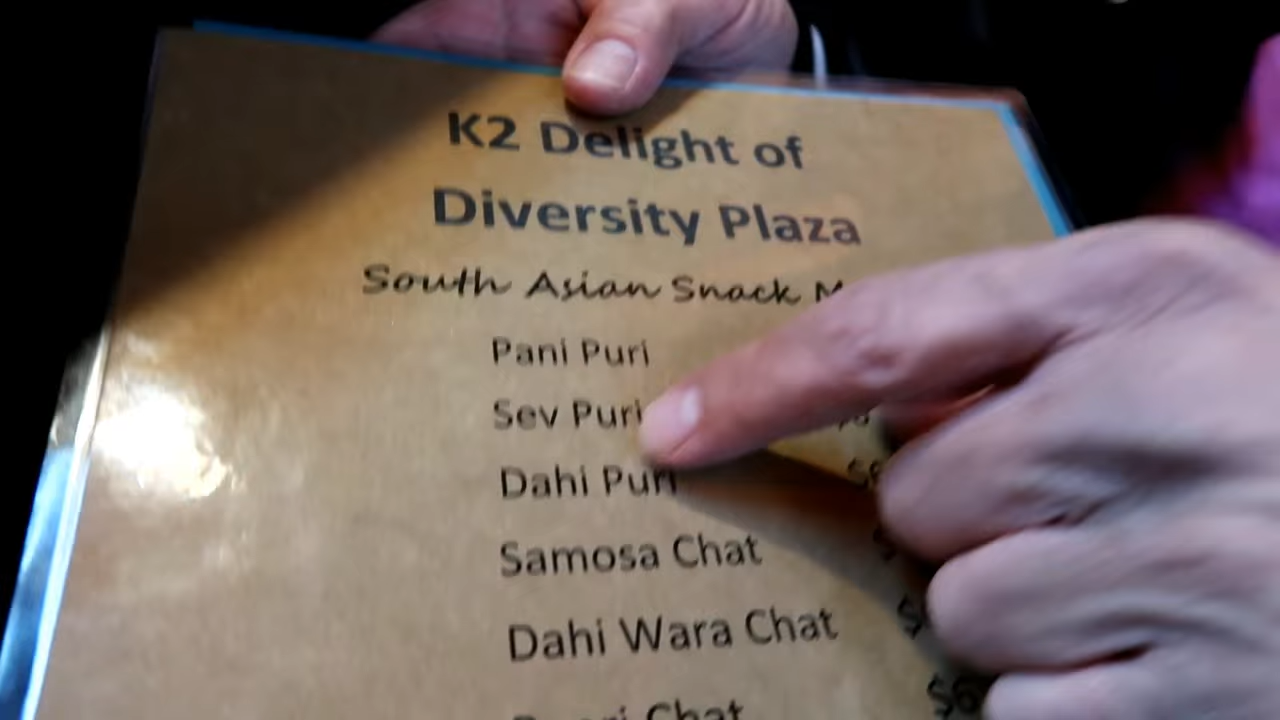 K2 Delight of
Diversity Plaza
South Asian Snack
Pani Puri
Sev Puri
Dahi Puri
Samosa Chat
Dahi Wara Chat
Chat